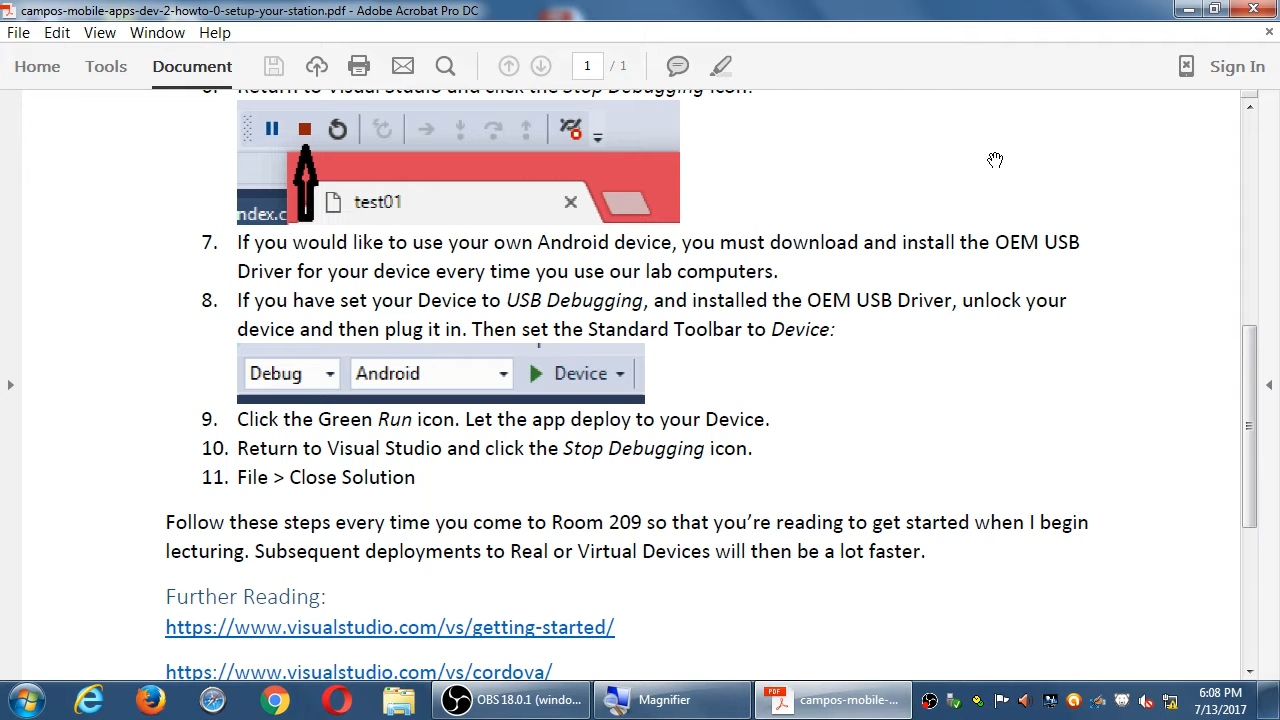 campos-mobile-apps-dev-2-howto-0-setup-your-station.pdf - Adobe Acrobat Pro DC
File Edit View Window Help
Home Tools Document 1 / 1 Sign In
Return to Visual Studio and click the Stop Debugging icon.
test01
ndex.c
7. If you would like to use your own Android device, you must download and install the OEM USB
Driver for your device every time you use our lab computers.
8. If you have set your Device to USB Debugging, and installed the OEM USB Driver, unlock your
device and then plug it in. Then set the Standard Toolbar to Device:
Debug Android Device
9. Click the Green Run icon. Let the app deploy to your Device.
10. Return to Visual Studio and click the Stop Debugging icon.
11. File > Close Solution
Follow these steps every time you come to Room 209 so that you're reading to get started when I begin
lecturing. Subsequent deployments to Real or Virtual Devices will then be a lot faster.
Further Reading:
https://www.visualstudio.com/vs/getting-started/
https://www.visualstudio.com/vs/cordova/
OBS 18.0.1 (windo... Magnifier campos-mobile-... 6:08 PM
7/13/2017